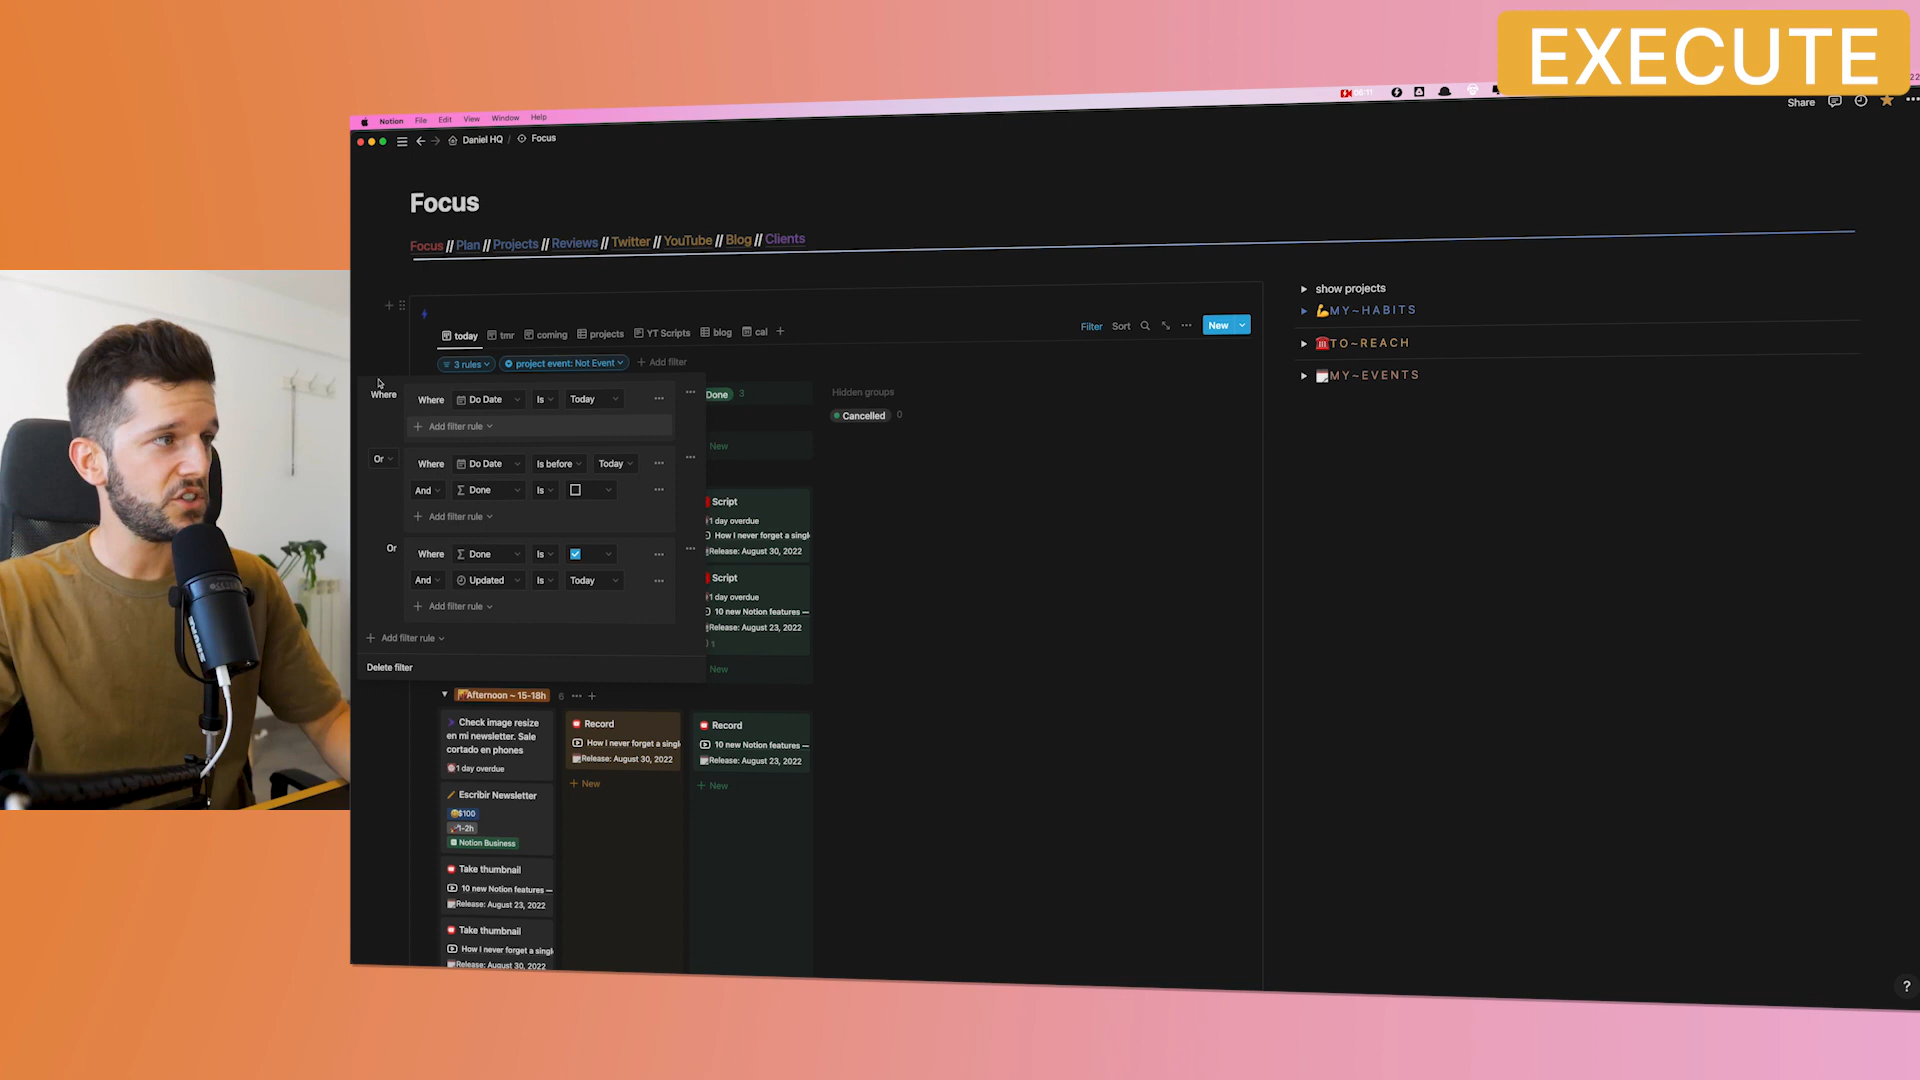 EXECUTE
Notion File Edit View Window Help
Daniel HQ / Focus
Share
Focus
Focus // Plan // Projects // Reviews // Twitter // YouTube // Blog // Clients
today tmr coming projects YT Scripts blog cal +
Filter Sort New
3 rules project event: Not Event + Add filter
Where
Where Do Date Is Today
+ Add filter rule
Or
Where Do Date Is before Today
And Done Is
+ Add filter rule
Or
Where Done Is
And Updated Is Today
+ Add filter rule
+ Add filter rule
Delete filter
Done 3
New
Script
1 day overdue
How I never forget a singl
Release: August 30, 2022
Script
1 day overdue
10 new Notion features —
Release: August 23, 2022
1
New
Hidden groups
Cancelled 0
Afternoon ~ 15-18h 6
Check image resize
en mi newsletter. Sale
cortado en phones
1 day overdue
Escribir Newsletter
$100
1-2h
Notion Business
Take thumbnail
10 new Notion features —
Release: August 23, 2022
Take thumbnail
How I never forget a singl
Release: August 30, 2022
Record
How I never forget a singl
Release: August 30, 2022
+ New
Record
10 new Notion features —
Release: August 23, 2022
+ New
show projects
MY~HABITS
TO~REACH
MY~EVENTS
?